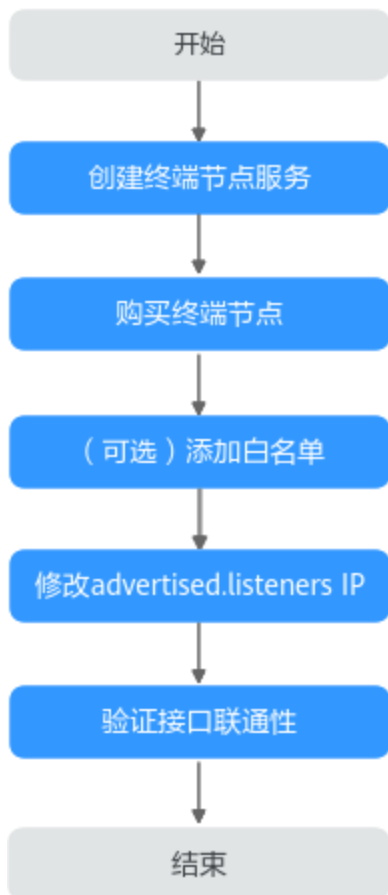 开始
创建终端节点服务
购买终端节点
（可选）添加白名单
修改advertised.listeners IP
验证接口联通性
结束